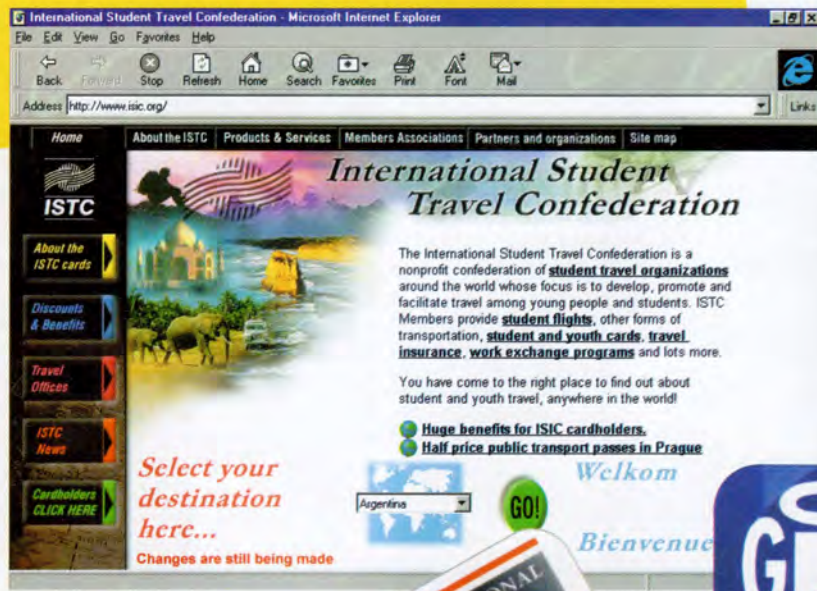 International Student Travel Confederation - Microsoft Internet Explorer
File Edit View Go Favorites Help
Back Forward Stop Refresh Home Search Favorites Print Font Mail
Address http://www.isic.org/ Links
Home About the ISTC Products & Services Members Associations Partners and organizations Site map
ISTC
International Student
Travel Confederation
About the
ISTC cards
Discounts
& Benefits
Travel
Offices
ISTC
News
Cardholders
CLICK HERE
The International Student Travel Confederation is a
nonprofit confederation of student travel organizations
around the world whose focus is to develop, promote and
facilitate travel among young people and students. ISTC
Members provide student flights, other forms of
transportation, student and youth cards, travel
insurance, work exchange programs and lots more.
You have come to the right place to find out about
student and youth travel, anywhere in the world!
Huge benefits for ISIC cardholders.
Half price public transport passes in Prague
Select your
destination
here...
Argentina
GO!
Welkom
Bienvenue
Changes are still being made